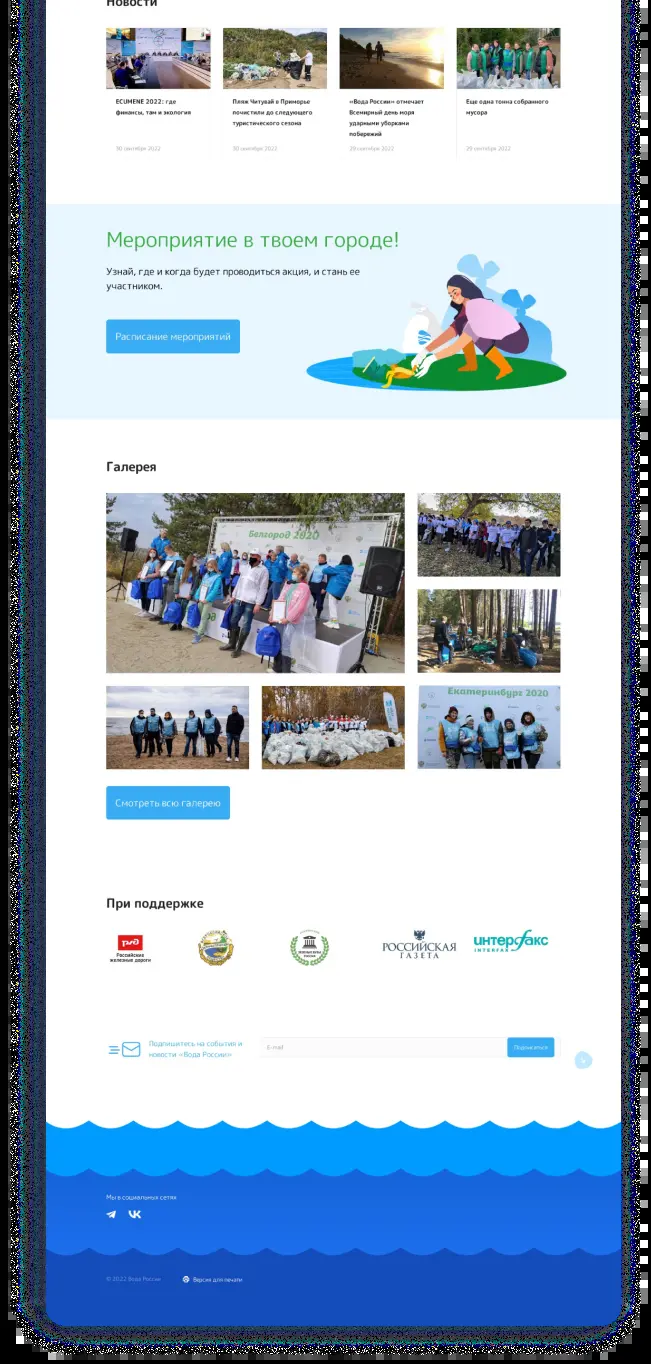 Новости
ECUMENE 2022: где
финансы, там и экология
30 сентября 2022
Пляж Читувай в Приморье
почистили до следующего
туристического сезона
30 сентября 2022
«Вода России» отмечает
Всемирный день моря
ударными уборками
побережий
29 сентября 2022
Еще одна тонна собранного
мусора
29 сентября 2022
Мероприятие в твоем городе!
Узнай, где и когда будет проводиться акция, и стань ее
участником.
Расписание мероприятий
Галерея
Белгород 2020
Екатеринбург 2020
Смотреть всю галерею
При поддержке
ржд
Российские
железные дороги
РОССИЙСКАЯ
ГАЗЕТА
интерфакс
INTERFAX
Подпишитесь на события и
новости «Вода России»
E-mail
Подписаться
Мы в социальных сетях
© 2022 Вода России
Версия для печати